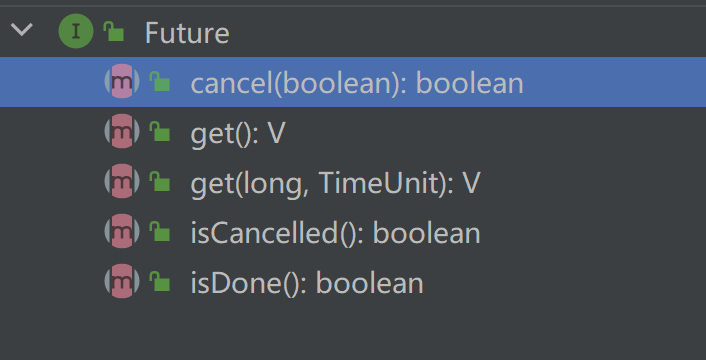 I Future
m cancel(boolean): boolean
m get(): V
m get(long, TimeUnit): V
m isCancelled(): boolean
m isDone(): boolean